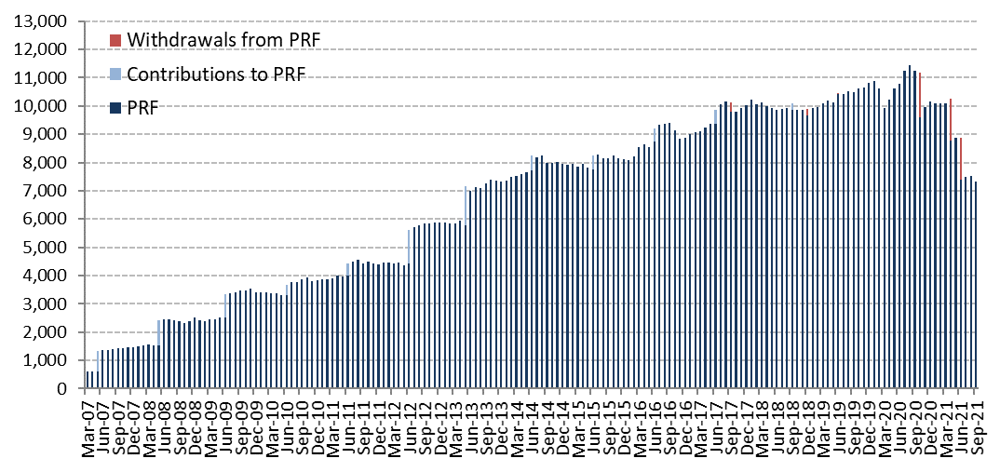 13,000
12,000
11,000
10,000
9,000
8,000
7,000
6,000
5,000
4,000
3,000
2,000
1,000
0
Withdrawals from PRF
Contributions to PRF
PRF
Mar-07
Jun-07
Sep-07
Dec-07
Mar-08
Jun-08
Sep-08
Dec-08
Mar-09
Jun-09
Sep-09
Dec-09
Mar-10
Jun-10
Sep-10
Dec-10
Mar-11
Jun-11
Sep-11
Dec-11
Mar-12
Jun-12
Sep-12
Dec-12
Mar-13
Jun-13
Sep-13
Dec-13
Mar-14
Jun-14
Sep-14
Dec-14
Mar-15
Jun-15
Sep-15
Dec-15
Mar-16
Jun-16
Sep-16
Dec-16
Mar-17
Jun-17
Sep-17
Dec-17
Mar-18
Jun-18
Sep-18
Dec-18
Mar-19
Jun-19
Sep-19
Dec-19
Mar-20
Jun-20
Sep-20
Dec-20
Mar-21
Jun-21
Sep-21